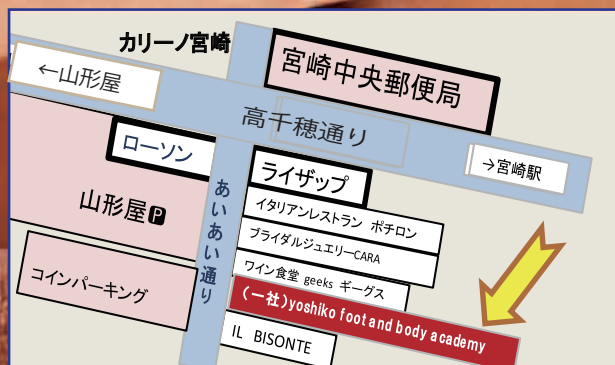 カリーノ宮崎
宮崎中央郵便局
←山形屋
高千穂通り
→宮崎駅
ローソン
ライザップ
イタリアンレストラン ポチロン
ブライダルジュエリーCARA
ワイン食堂 geeks ギークス
(一社)yoshiko foot and body academy
IL BISONTE
あいあい通り
山形屋P
コインパーキング